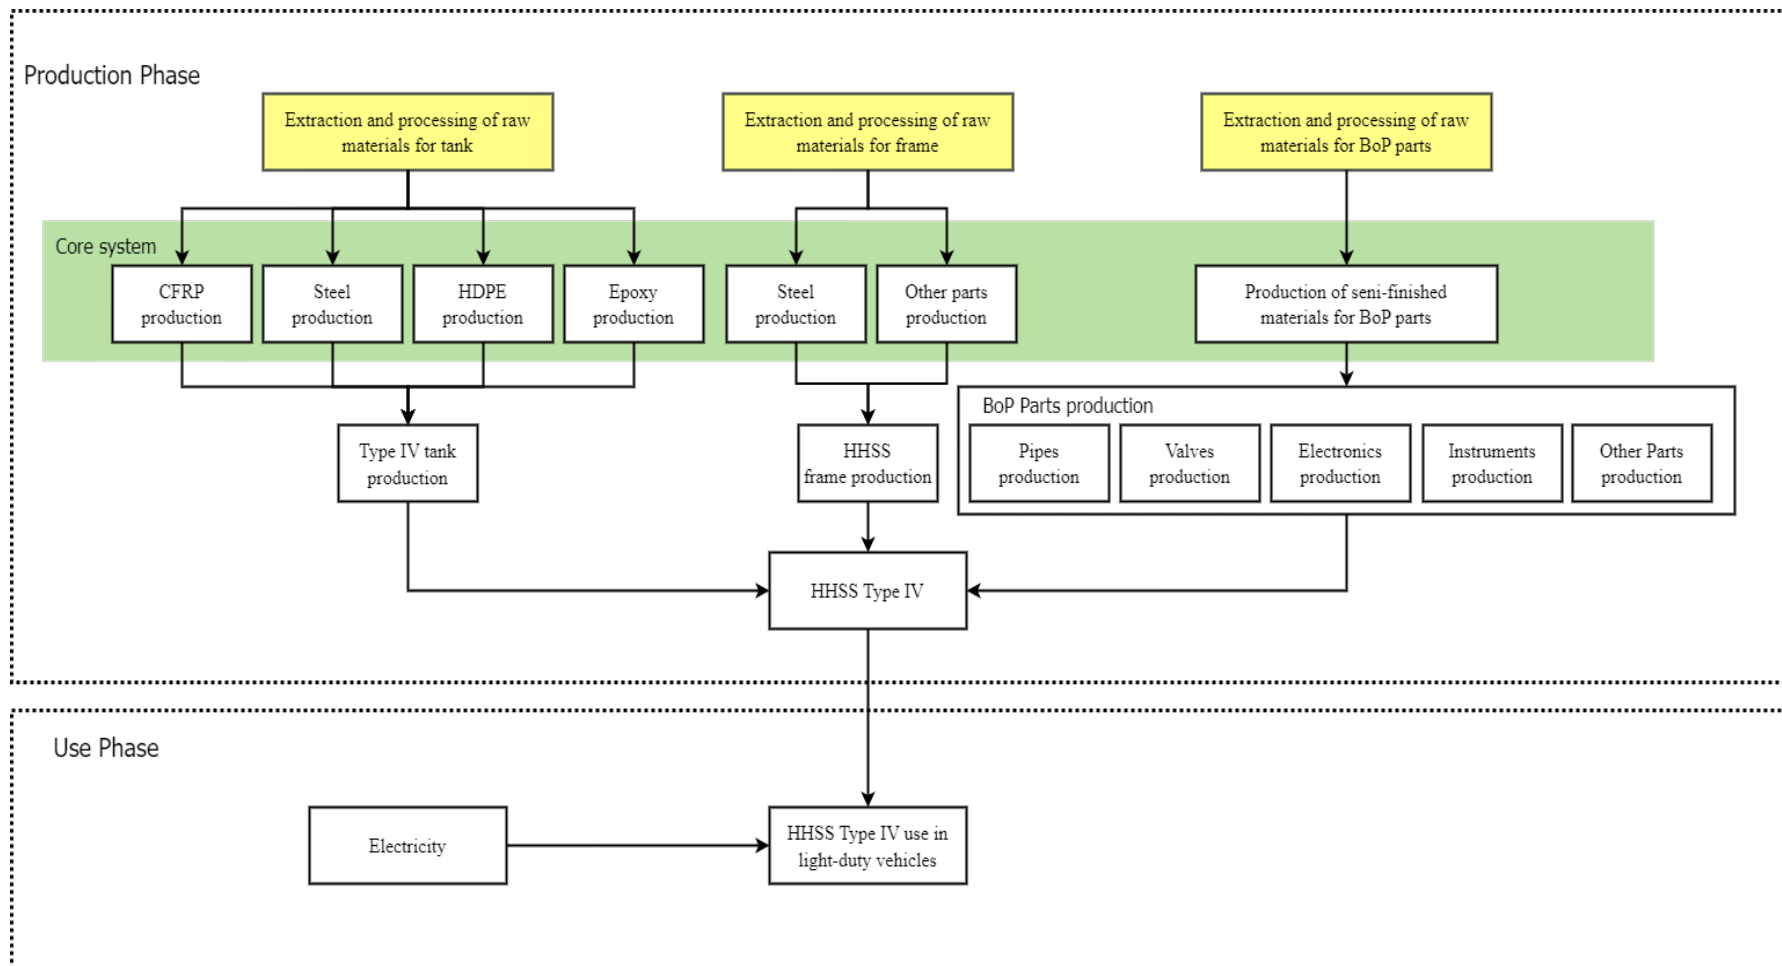 Production Phase
Extraction and processing of raw
materials for tank
Extraction and processing of raw
materials for frame
Extraction and processing of raw
materials for BoP parts
Core system
CFRP
production
Steel
production
HDPE
production
Epoxy
production
Steel
production
Other parts
production
Production of seni-finished
materials for BoP parts
BoP Parts production
Type IV tank
production
HHSS
frame production
Pipes
production
Valves
production
Electronics
production
Instruments
production
Other Parts
production
HHSS Type IV
Use Phase
Electricity
HHSS Type IV use in
light-duty vehicles